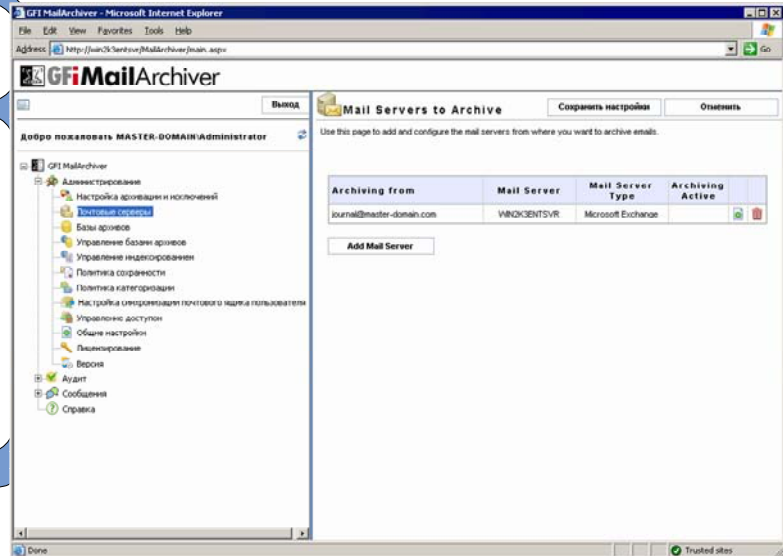 GFI MailArchiver - Microsoft Internet Explorer
File Edit View Favorites Tools Help
Address http://win2k3entsvr/MailArchiver/main.aspx Go
GFi MailArchiver
Выход
Добро пожаловать MASTER-DOMAIN\Administrator
GFI MailArchiver
Администрирование
Настройка архивации и исключений
Почтовые серверы
Базы архивов
Управление базами архивов
Управление индексированием
Политика сохранности
Политика категоризации
Настройка синхронизации почтового ящика пользователя
Управление доступом
Общие настройки
Лицензирование
Версия
Аудит
Сообщения
Справка
Mail Servers to Archive
Сохранить настройки
Отменить
Use this page to add and configure the mail servers from where you want to archive emails.
Archiving from Mail Server Mail Server Type Archiving Active
journal@master-domain.com WIN2K3ENTSVR Microsoft Exchange
Add Mail Server
Done Trusted sites